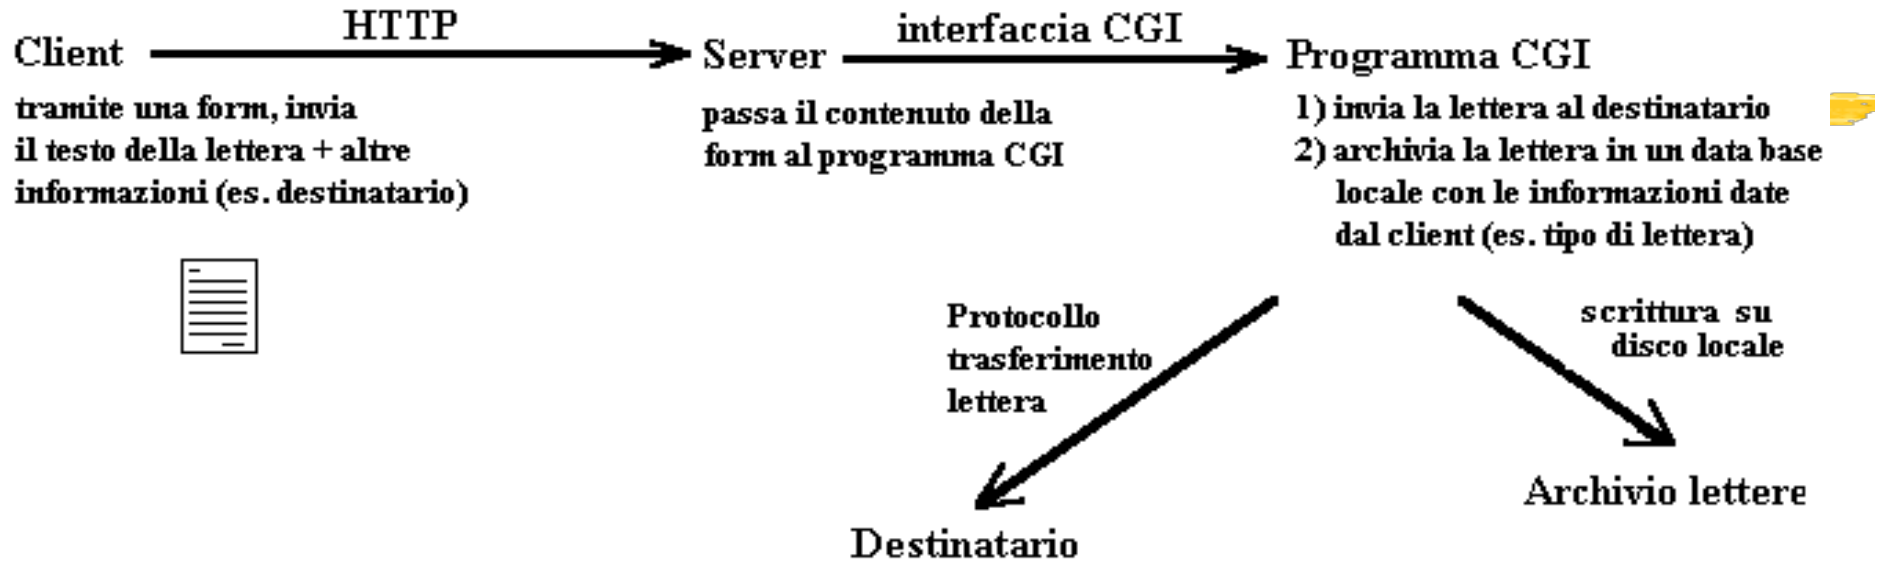 HTTP
interfaccia CGI
Client
Server
Programma CGI
tramite una form, invia
il testo della lettera + altre
informazioni (es. destinatario)
passa il contenuto della
form al programma CGI
1) invia la lettera al destinatario
2) archivia la lettera in un data base
locale con le informazioni date
dal client (es. tipo di lettera)
Protocollo
trasferimento
lettera
scrittura su
disco locale
Archivio lettere
Destinatario